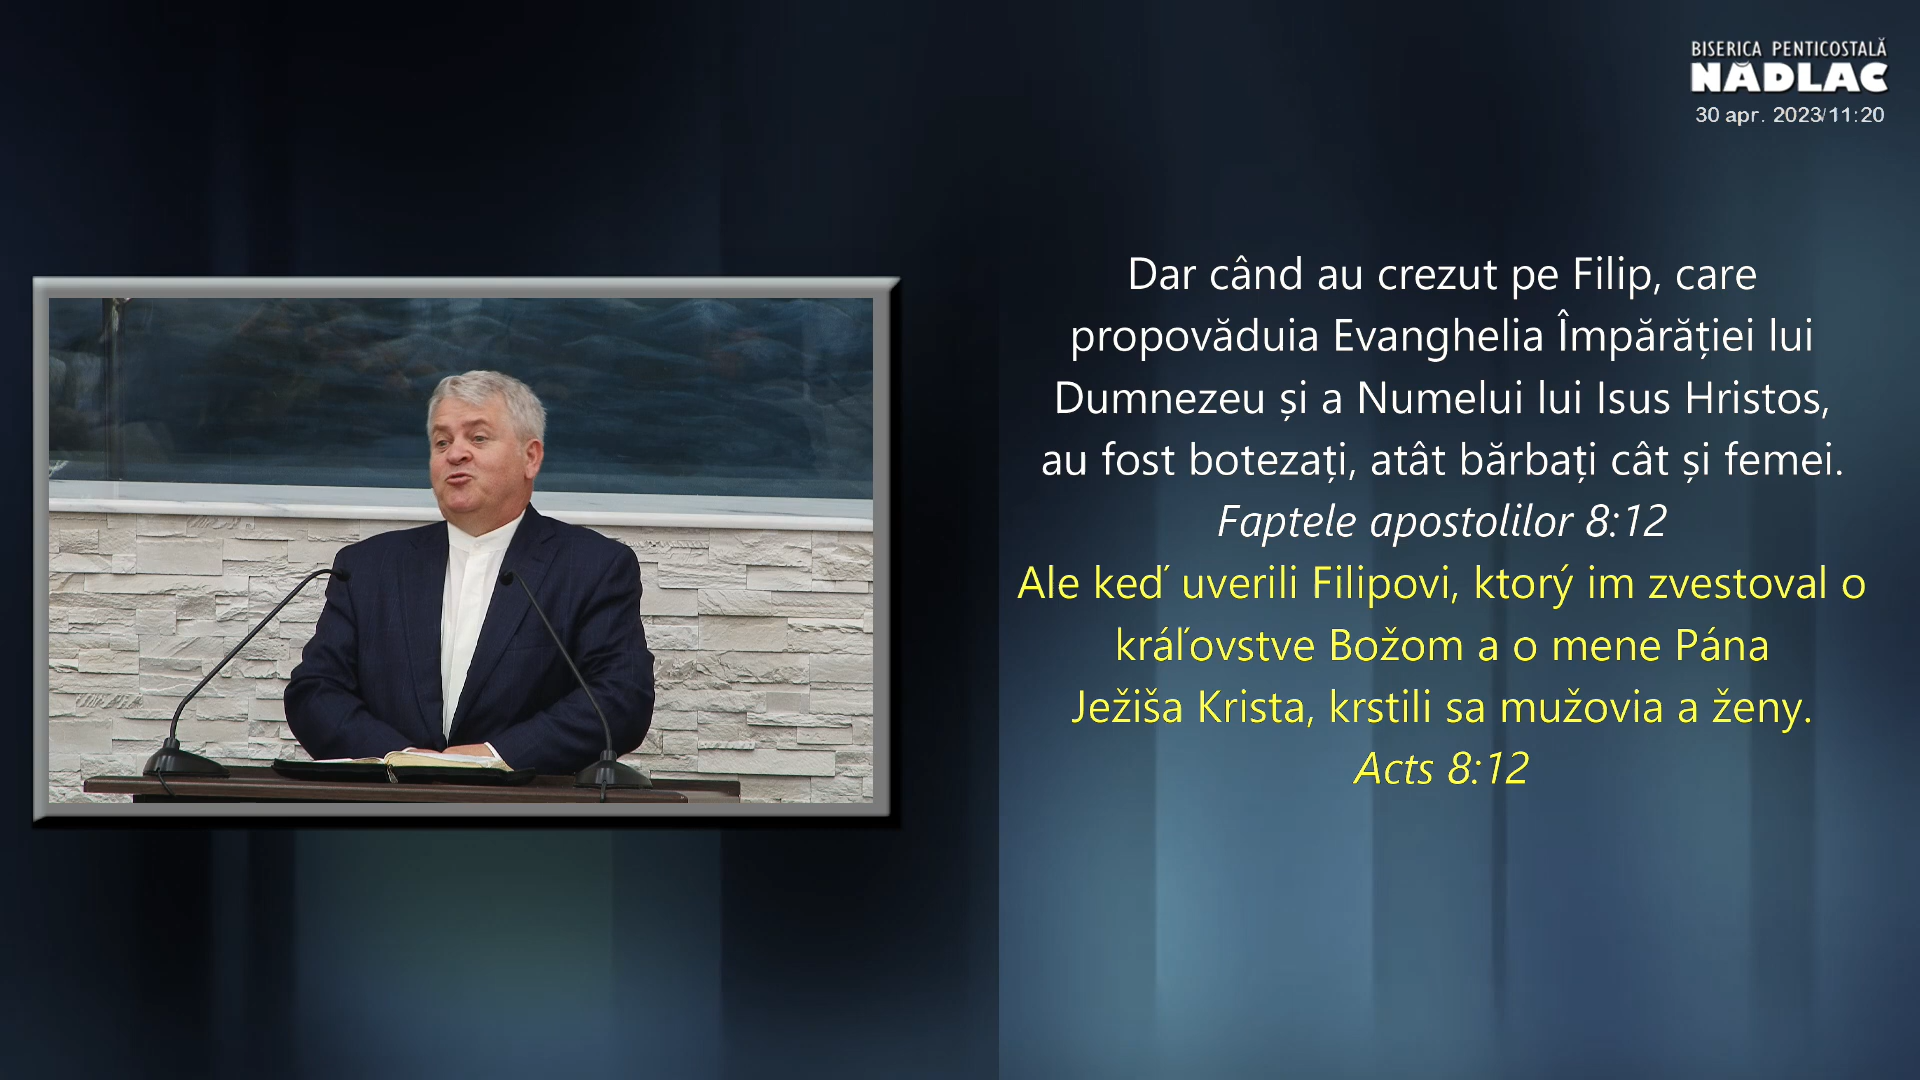 BISERICA PENTICOSTALĂ
NĂDLAC
30 apr. 2023/11:20
Dar când au crezut pe Filip, care
propovăduia Evanghelia Împărăției lui
Dumnezeu și a Numelui lui Isus Hristos,
au fost botezați, atât bărbați cât și femei.
Faptele apostolilor 8:12
Ale keď uverili Filipovi, ktorý im zvestoval o
kráľovstve Božom a o mene Pána
Ježiša Krista, krstili sa mužovia a ženy.
Acts 8:12